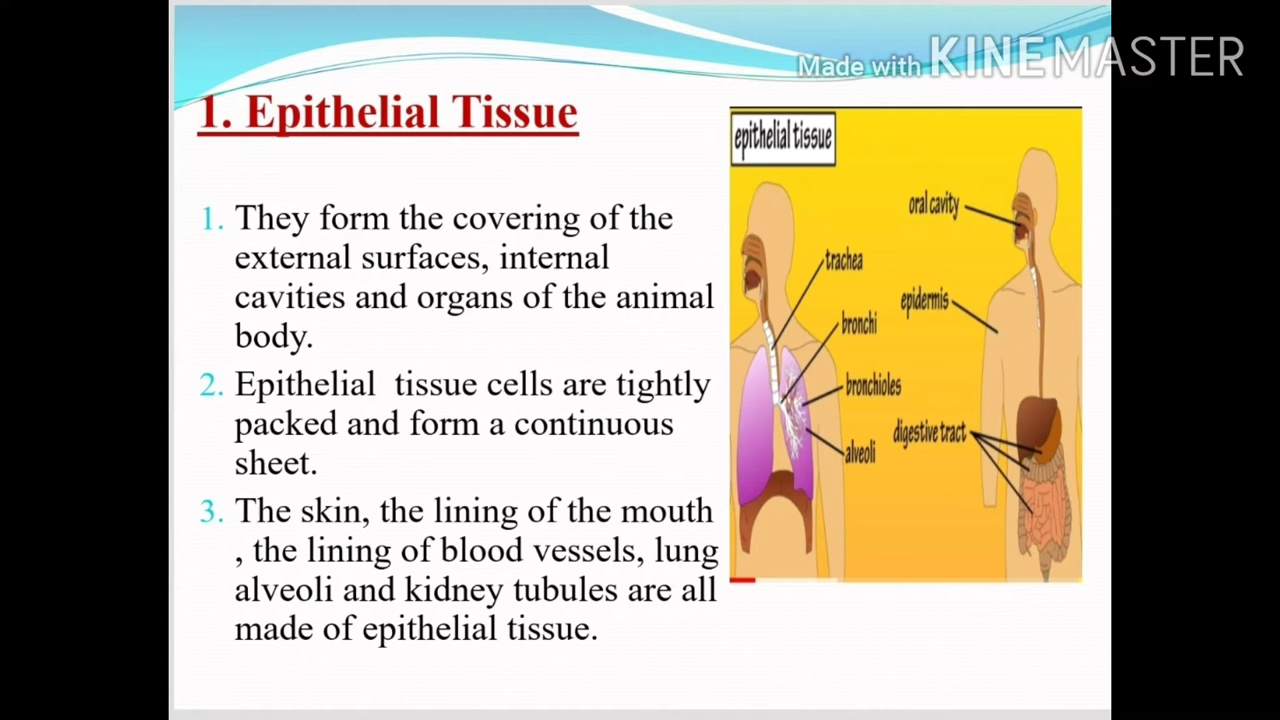 Made with KINEMASTER
1. Epithelial Tissue
1. They form the covering of the
external surfaces, internal
cavities and organs of the animal
body.
2. Epithelial  tissue cells are tightly
packed and form a continuous
sheet.
3. The skin, the lining of the mouth
, the lining of blood vessels, lung
alveoli and kidney tubules are all
made of epithelial tissue.
epithelial tissue
trachea
bronchi
bronchioles
alveoli
oral cavity
epidermis
digestive tract